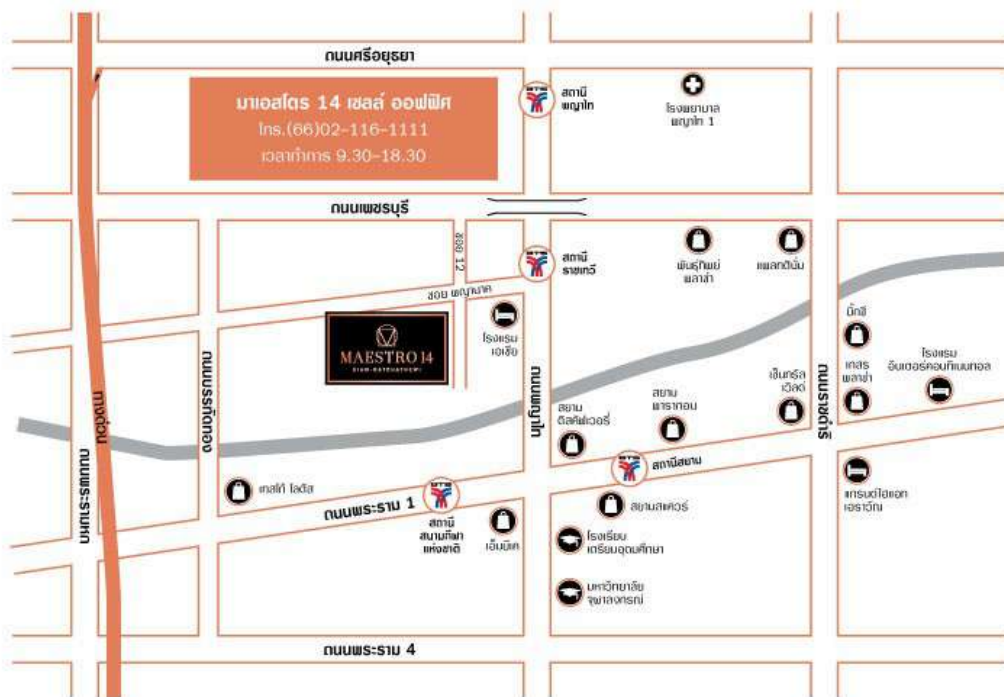 ถนนศรีอยุธยา
มาเอสโตร 14 เซลล์ ออฟฟิศ
โทร.(66)02-116-1111
เวลาทำการ 9.30-18.30
BTS
สถานี
พญาไท
โรงพยาบาล
พญาไท 1
ถนนเพชรบุรี
ซอย 12
BTS
สถานี
ราชเทวี
พันธุ์ทิพย์
พลาซ่า
แพลทตินั่ม
ซอย พญานาค
โรงแรม
เอเชีย
MAESTRO 14
SIAM-RATCHATHEWI
บิ๊กซี
เกสร
พลาซ่า
โรงแรม
อินเตอร์คอนทิเนนทอล
ถนนบรรทัดทอง
ถนนพญาไท
ถนนราชดำริ
ทางด่วน
ถนนพระรามหก
สยาม
ดิสคัฟเวอรี่
สยาม
พารากอน
เซ็นทรัล
เวิลด์
BTS
สถานีสยาม
เทสโก้ โลตัส
ถนนพระราม 1
BTS
สถานี
สนามกีฬา
แห่งชาติ
เอ็มบีเค
สยามสแควร์
แกรนด์ไฮแอท
เอราวัณ
โรงเรียน
เตรียมอุดมศึกษา
มหาวิทยาลัย
จุฬาลงกรณ์
ถนนพระราม 4